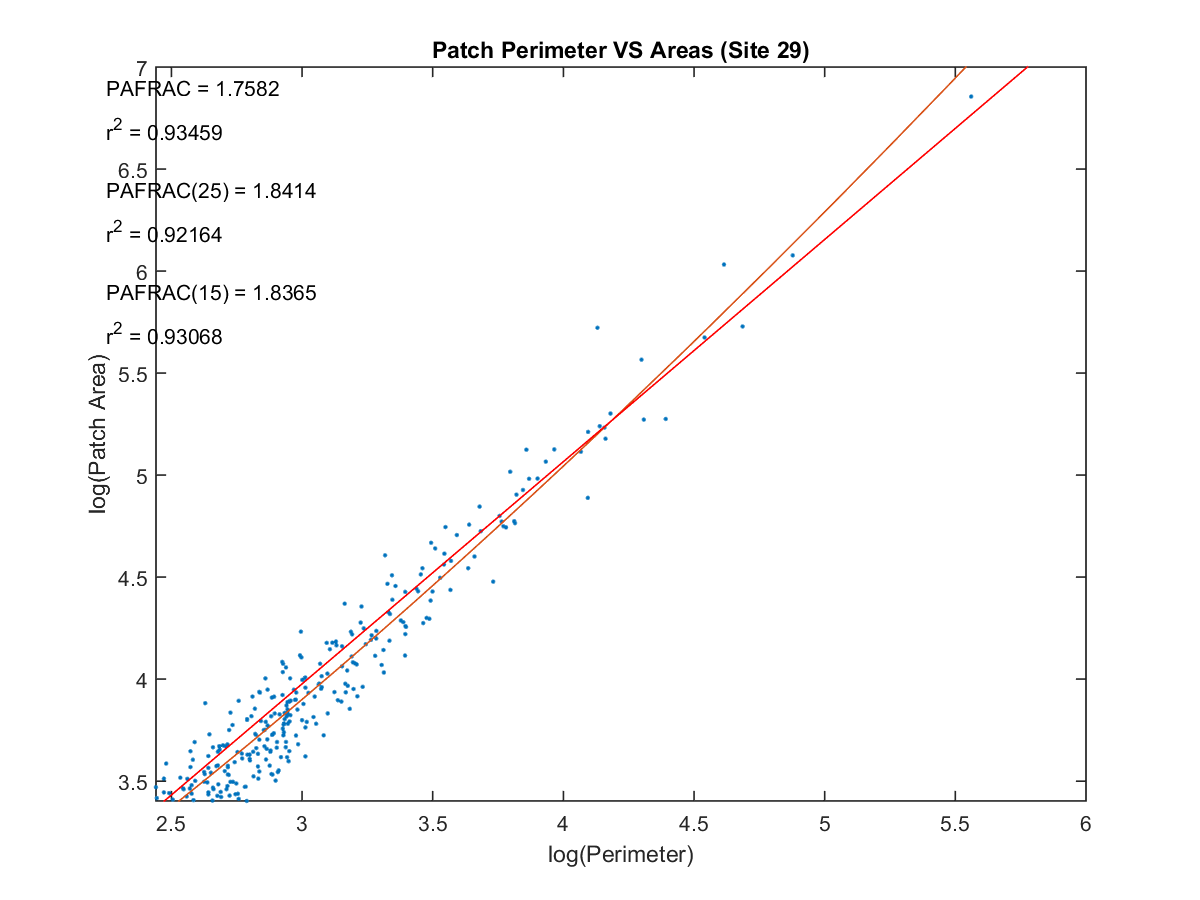 Patch Perimeter VS Areas (Site 29)
7
PAFRAC = 1.7582
r2 = 0.93459
6.5
PAFRAC(25) = 1.8414
r2 = 0.92164
6
PAFRAC(15) = 1.8365
r2 = 0.93068
5.5
5
4.5
4
3.5
log(Patch Area)
2.5 3 3.5 4 4.5 5 5.5 6
log(Perimeter)